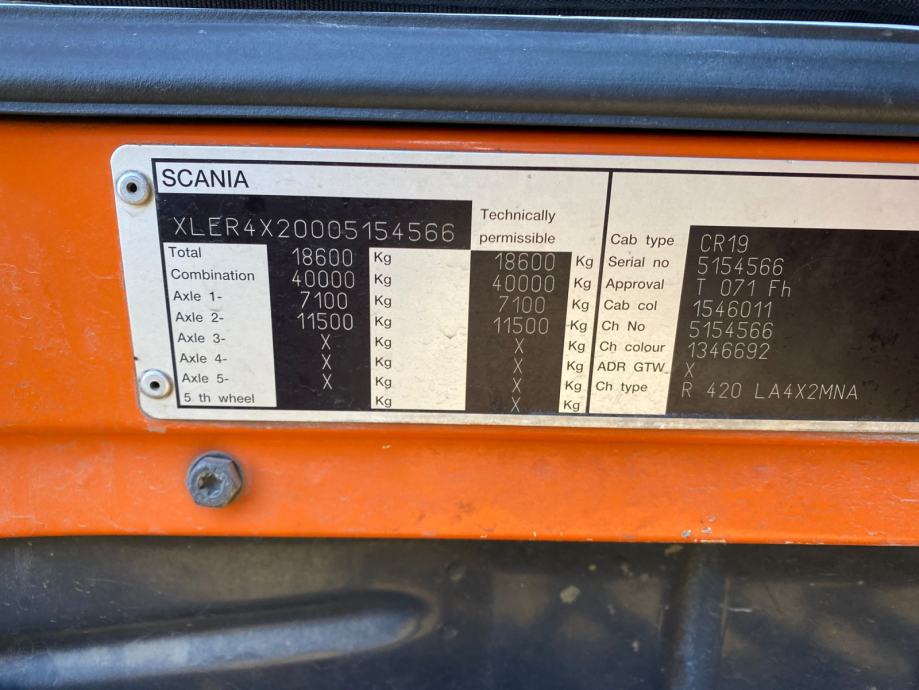 SCANIA
XLER4X20005154566
Technically
permissible
Total 18600 Kg 18600 Kg
Combination 40000 Kg 40000 Kg
Axle 1- 7100 Kg 7100 Kg
Axle 2- 11500 Kg 11500 Kg
Axle 3- X Kg X Kg
Axle 4- X Kg X Kg
Axle 5- X Kg X Kg
5 th wheel Kg X Kg
Cab type CR19
Serial no 5154566
Approval T 071 Fh
Cab col 1546011
Ch No 5154566
Ch colour 1346692
ADR GTW X
Ch type R 420 LA4X2MNA